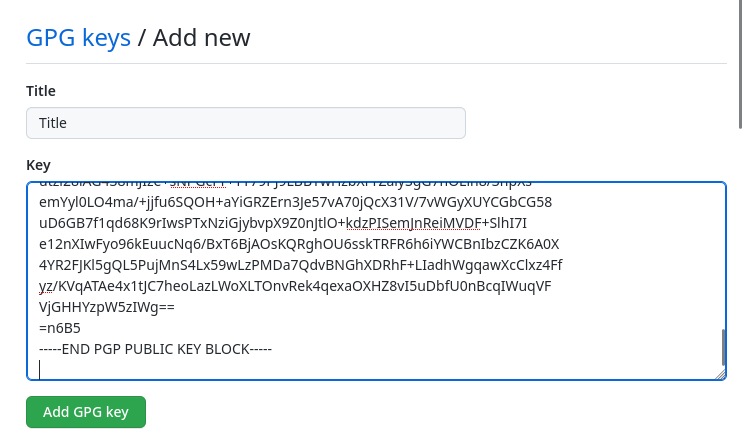 GPG keys / Add new
Title
Title
Key
emYyl0LO4ma/+jjfu6SQOH+aYiGRZErn3Je57vA70jQcX31V/7vWGyXUYCGbCG58
uD6GB7f1qd68K9rIwsPTxNziGjybvpX9Z0nJtlO+kdzPISemJnReiMVDF+SlhI7I
e12nXIwFyo96kEuucNq6/BxT6BjAOsKQRghOU6sskTRFR6h6iYWCBnIbzCZK6A0X
4YR2FJKl5gQL5PujMnS4Lx59wLzPMDa7QdvBNGhXDRhF+LIadhWgqawXcClxz4Ff
yz/KVqATAe4x1tJC7heoLazLWoXLTOnvRek4qexaOXHZ8vI5uDbfU0nBcqIWuqVF
VjGHHYzpW5zIWg==
=n6B5
-----END PGP PUBLIC KEY BLOCK-----
Add GPG key